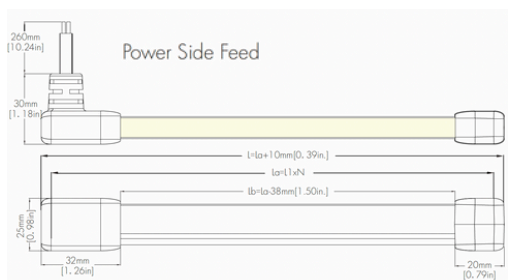 260mm
[10.24in]
Power Side Feed
30mm
[1.18in]
L=La+10mm[0.39in.]
La=L1xN
Lb=La-38mm[1.50in.]
25mm
[0.98in]
32mm
[1.26in]
20mm
[0.79in]